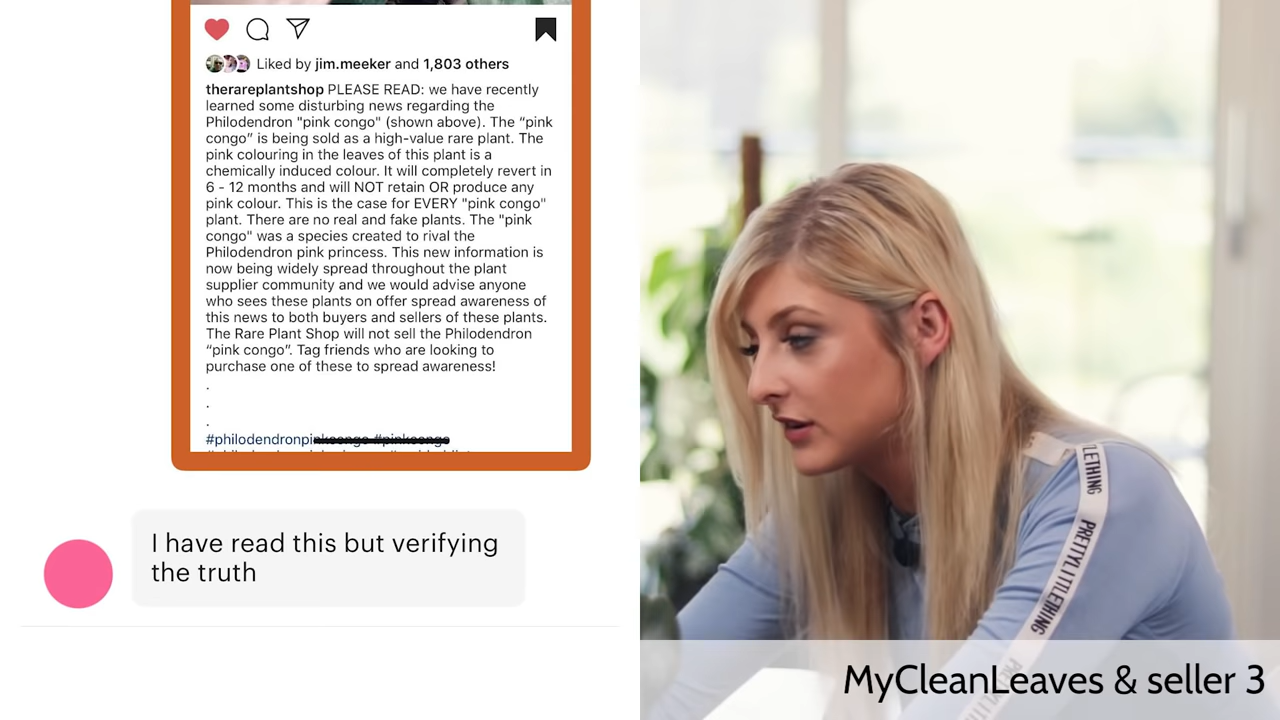 Liked by jim.meeker and 1,803 others
therareplantshop PLEASE READ: we have recently
learned some disturbing news regarding the
Philodendron "pink congo" (shown above). The “pink
congo” is being sold as a high-value rare plant. The
pink colouring in the leaves of this plant is a
chemically induced colour. It will completely revert in
6 - 12 months and will NOT retain OR produce any
pink colour. This is the case for EVERY "pink congo"
plant. There are no real and fake plants. The "pink
congo" was a species created to rival the
Philodendron pink princess. This new information is
now being widely spread throughout the plant
supplier community and we would advise anyone
who sees these plants on offer spread awareness of
this news to both buyers and sellers of these plants.
The Rare Plant Shop will not sell the Philodendron
“pink congo”. Tag friends who are looking to
purchase one of these to spread awareness!
.
.
.
#philodendronpinkcongo #pinkcongo
I have read this but verifying
the truth
LETHING
PRETTYLITTLETHING
MyCleanLeaves & seller 3